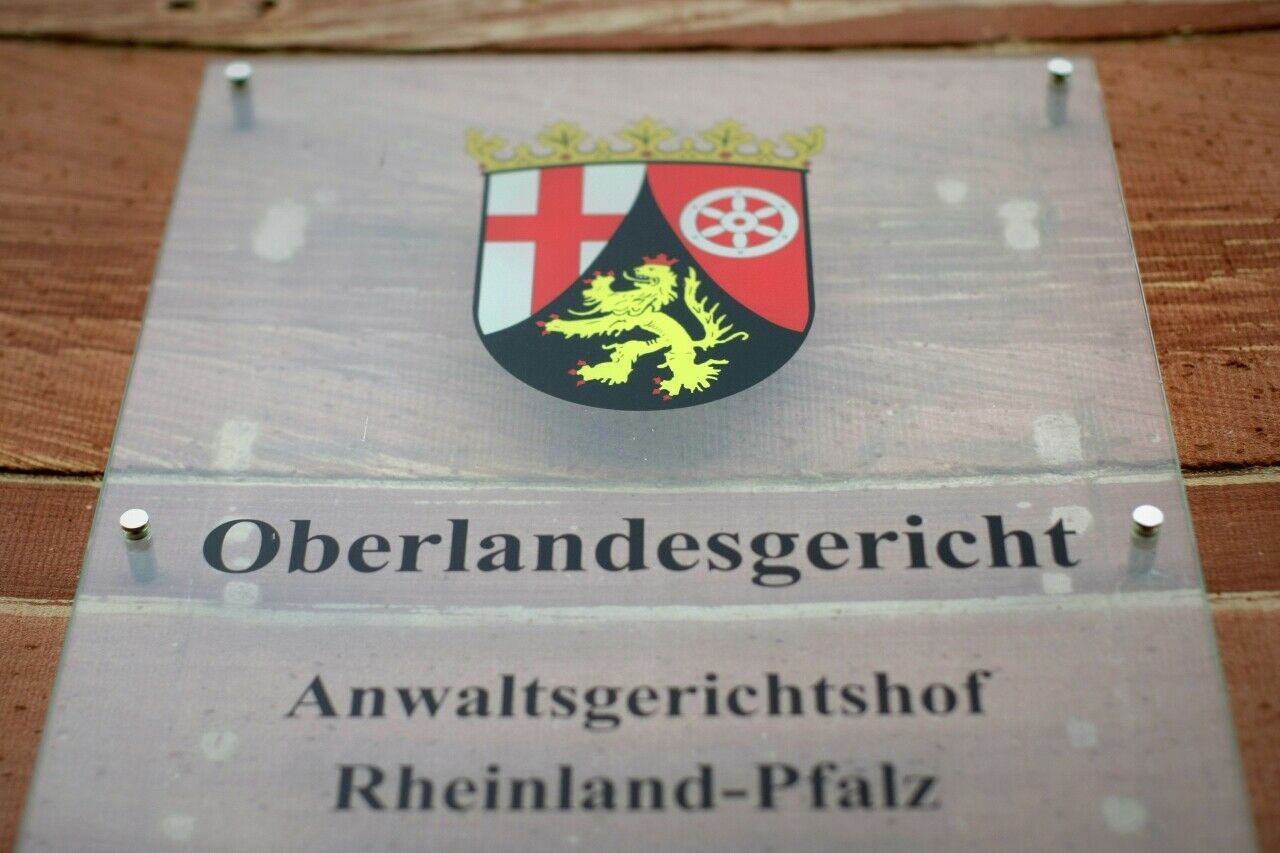 Oberlandesgericht
Anwaltsgerichtshof
Rheinland-Pfalz